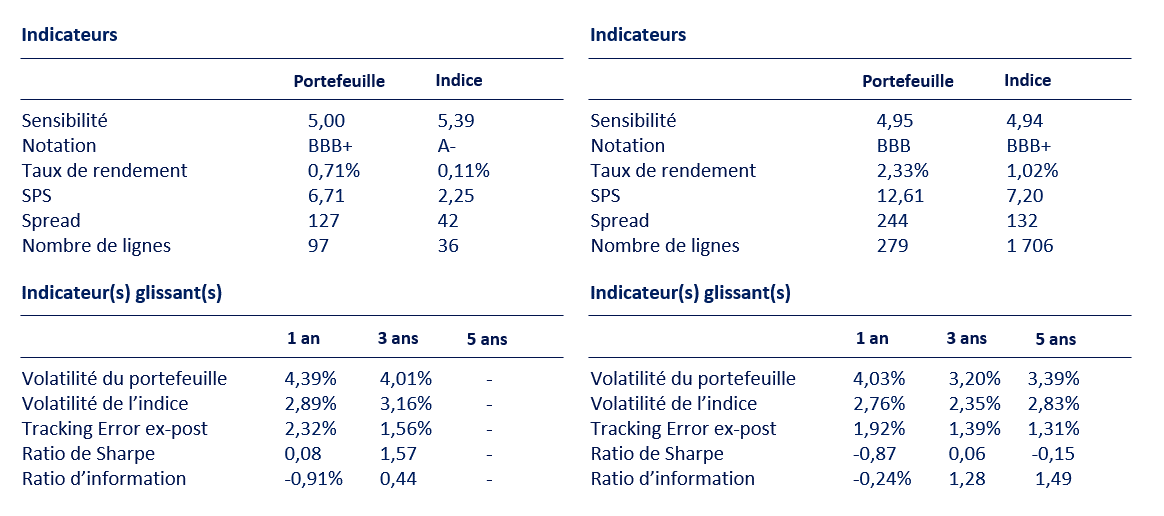 Indicateurs
Portefeuille Indice
Sensibilité 5,00 5,39
Notation BBB+ A-
Taux de rendement 0,71% 0,11%
SPS 6,71 2,25
Spread 127 42
Nombre de lignes 97 36
Indicateur(s) glissant(s)
1 an 3 ans 5 ans
Volatilité du portefeuille 4,39% 4,01% -
Volatilité de l’indice 2,89% 3,16% -
Tracking Error ex-post 2,32% 1,56% -
Ratio de Sharpe 0,08 1,57 -
Ratio d’information -0,91% 0,44 -
Indicateurs
Portefeuille Indice
Sensibilité 4,95 4,94
Notation BBB BBB+
Taux de rendement 2,33% 1,02%
SPS 12,61 7,20
Spread 244 132
Nombre de lignes 279 1 706
Indicateur(s) glissant(s)
1 an 3 ans 5 ans
Volatilité du portefeuille 4,03% 3,20% 3,39%
Volatilité de l’indice 2,76% 2,35% 2,83%
Tracking Error ex-post 1,92% 1,39% 1,31%
Ratio de Sharpe -0,87 0,06 -0,15
Ratio d’information -0,24% 1,28 1,49